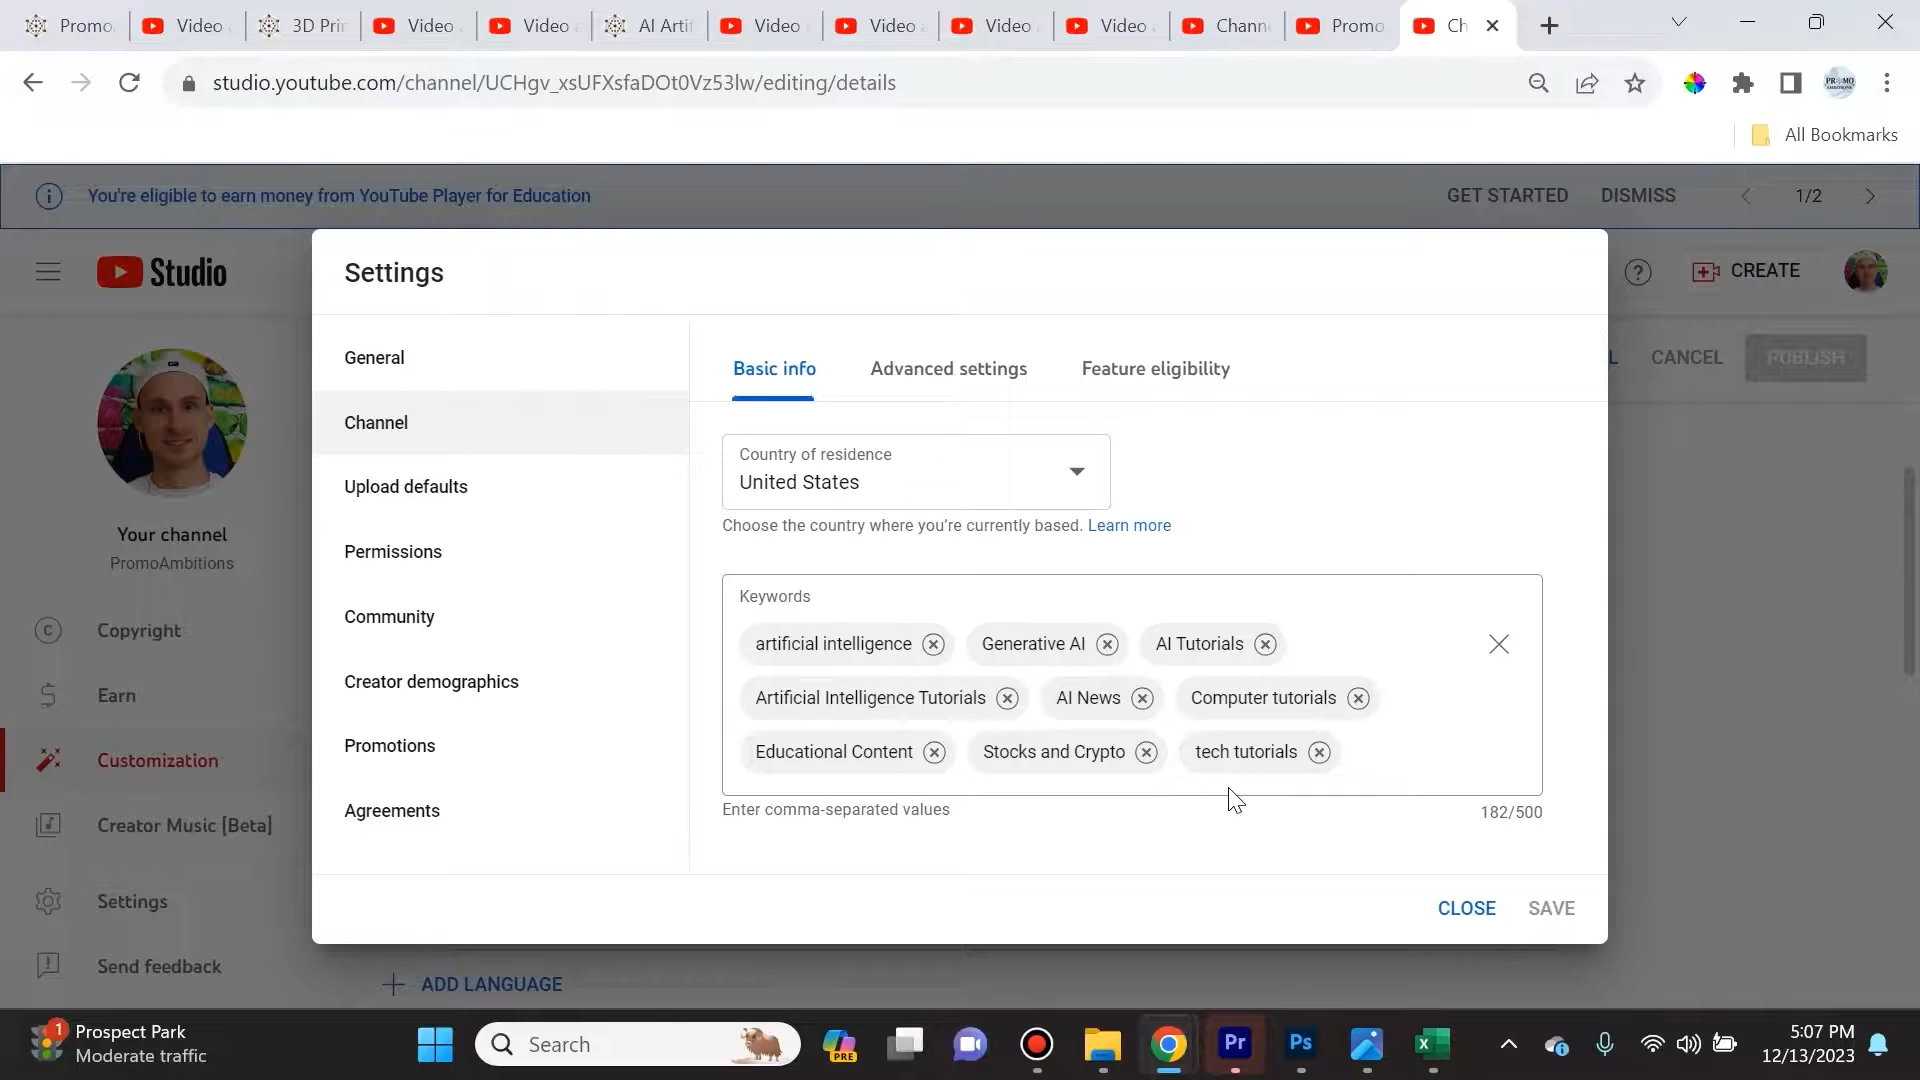 Promo
Video
3D Prin
Video
Video
AI Artif
Video
Video
Video
Video
Chann
Promo
Ch
studio.youtube.com/channel/UCHgv_xsUFXsfaDOt0Vz53lw/editing/details
All Bookmarks
You're eligible to earn money from YouTube Player for Education
GET STARTED
DISMISS
1/2
Studio
Settings
CREATE
General
Channel
Upload defaults
Permissions
Community
Creator demographics
Promotions
Agreements
Basic info
Advanced settings
Feature eligibility
L
CANCEL
PUBLISH
Country of residence
United States
Choose the country where you're currently based. Learn more
Keywords
artificial intelligence
Generative AI
AI Tutorials
Artificial Intelligence Tutorials
AI News
Computer tutorials
Educational Content
Stocks and Crypto
tech tutorials
Enter comma-separated values
182/500
CLOSE
SAVE
Your channel
PromoAmbitions
Copyright
Earn
Customization
Creator Music [Beta]
Settings
Send feedback
ADD LANGUAGE
1
Prospect Park
Moderate traffic
Search
PRE
Pr
Ps
5:07 PM
12/13/2023